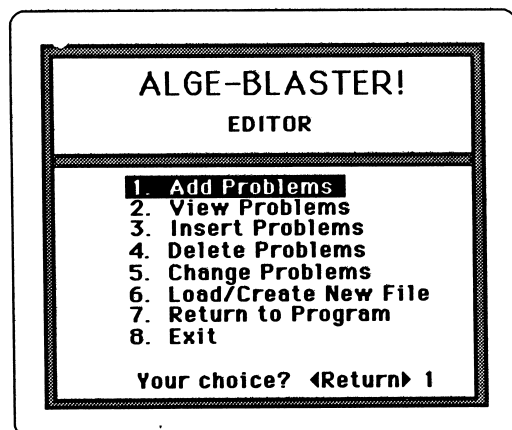 ALGE-BLASTER!
EDITOR
1. Add Problems
2. View Problems
3. Insert Problems
4. Delete Problems
5. Change Problems
6. Load/Create New File
7. Return to Program
8. Exit
Your choice? ◀Return▶ 1